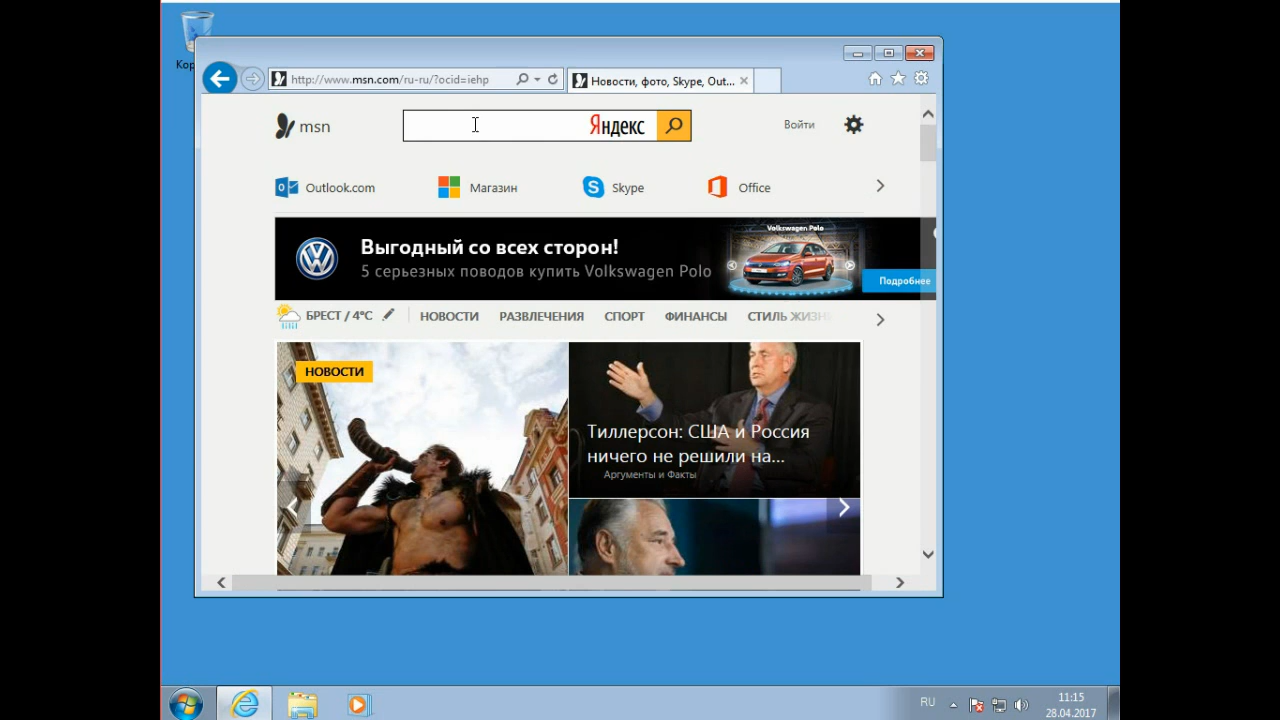 Кор
http://www.msn.com/ru-ru/?ocid=iehp
Новости, фото, Skype, Out...
msn
Яндекс
Войти
Outlook.com
Магазин
Skype
Office
Выгодный со всех сторон!
5 серьезных поводов купить Volkswagen Polo
Volkswagen Polo
Подробнее
БРЕСТ / 4°C
НОВОСТИ
РАЗВЛЕЧЕНИЯ
СПОРТ
ФИНАНСЫ
СТИЛЬ ЖИЗН
НОВОСТИ
Тиллерсон: США и Россия
ничего не решили на...
Аргументы и Факты
RU
11:15
28.04.2017